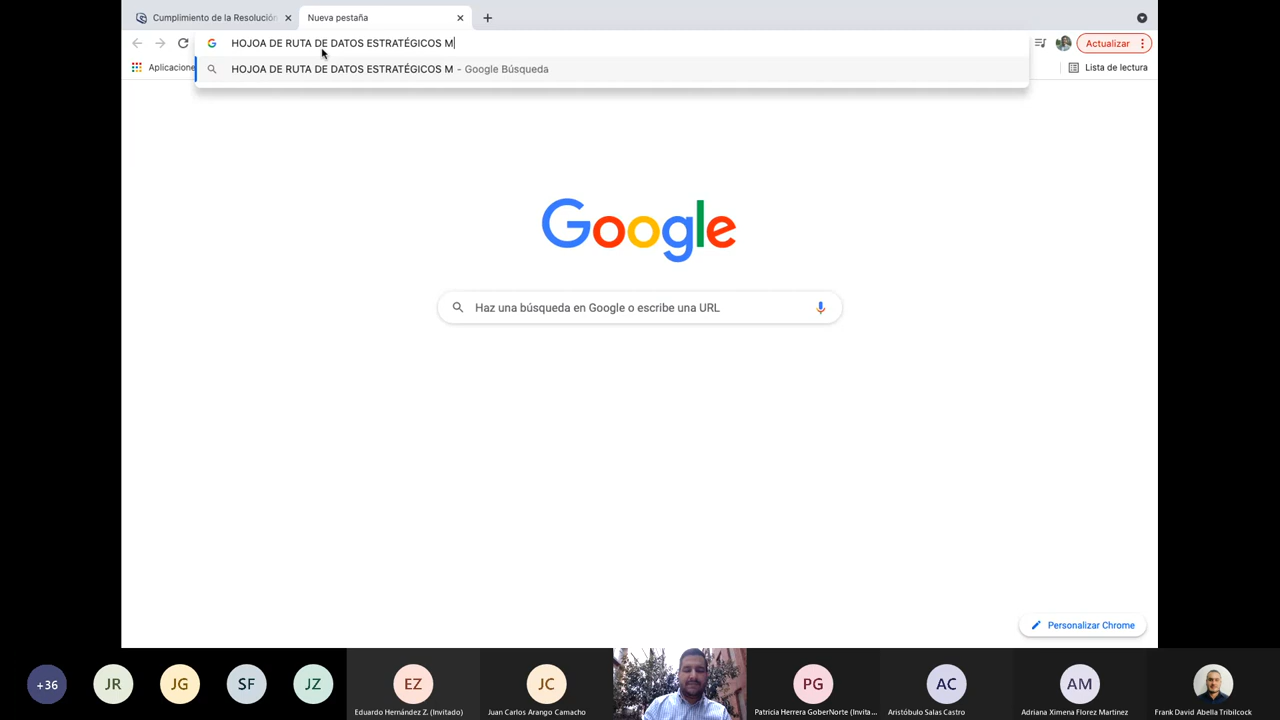 Cumplimiento de la Resolución
Nueva pestaña
HOJOA DE RUTA DE DATOS ESTRATÉGICOS M
Actualizar
HOJOA DE RUTA DE DATOS ESTRATÉGICOS M - Google Búsqueda
Aplicacione
Lista de lectura
Google
Haz una búsqueda en Google o escribe una URL
Personalizar Chrome
+36
JR
JG
SF
JZ
EZ
JC
PG
AC
AM
Eduardo Hernández Z. (Invitado)
Juan Carlos Arango Camacho
Patricia Herrera GoberNorte (Invita...
Aristóbulo Salas Castro
Adriana Ximena Florez Martinez
Frank David Abella Tribilcock